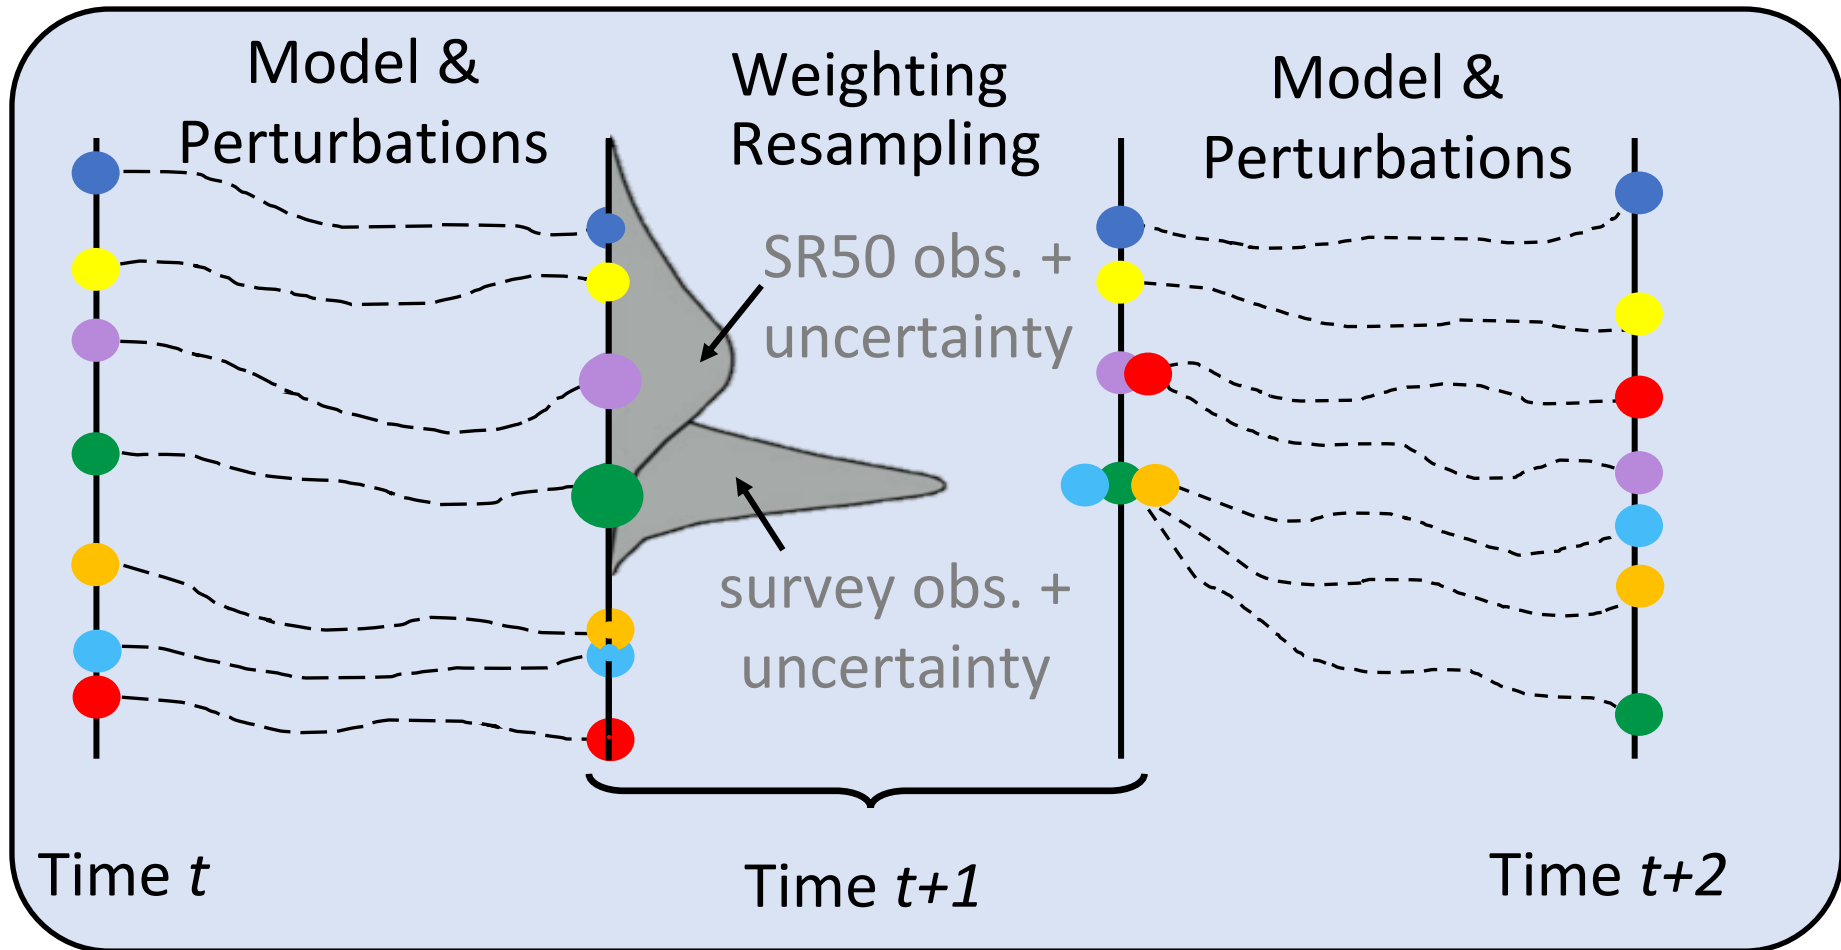 Model &
Perturbations
Weighting
Resampling
Model &
Perturbations
SR50 obs. +
uncertainty
survey obs. +
uncertainty
Time t
Time t+1
Time t+2